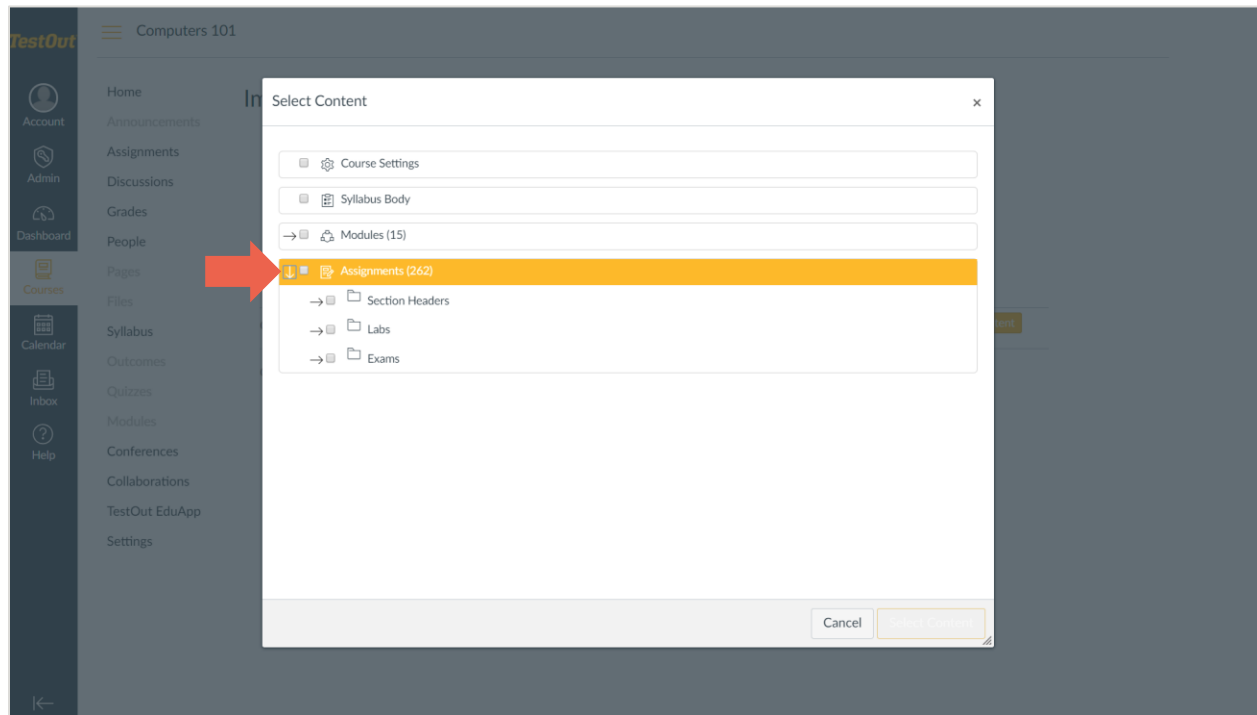 TestOut
Computers 101
Account
Admin
Dashboard
Courses
Calendar
Inbox
Help
Home
Announcements
Assignments
Discussions
Grades
People
Pages
Files
Syllabus
Outcomes
Quizzes
Modules
Conferences
Collaborations
TestOut EduApp
Settings
Select Content
×
Course Settings
Syllabus Body
Modules (15)
Assignments (262)
Section Headers
Labs
Exams
Cancel
Select Content